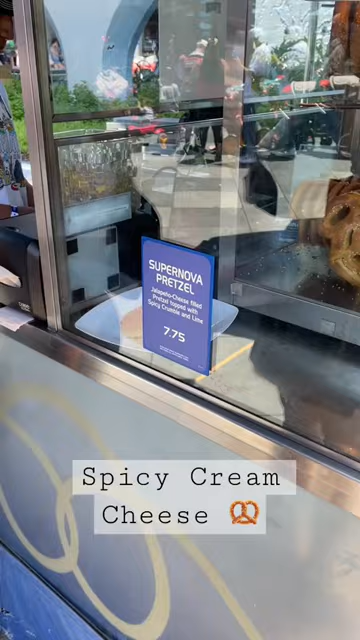 SUPERNOVA
PRETZEL
Jalapeño-Cheese filled
Pretzel topped with
Spicy Crumble and Lime
7.75
Spicy Cream
Cheese 🥨